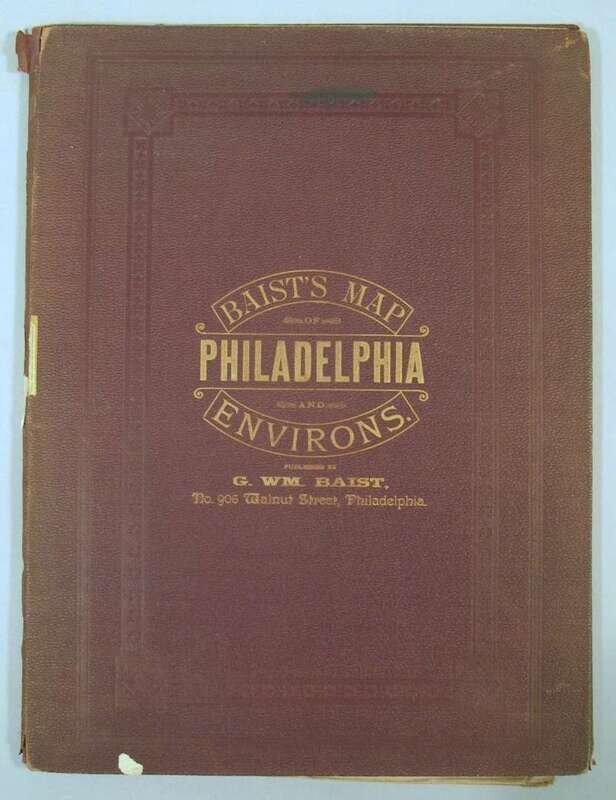 BAIST'S MAP
OF
PHILADELPHIA
AND
ENVIRONS.
PUBLISHED BY
G. WM. BAIST,
No. 906 Walnut Street, Philadelphia.